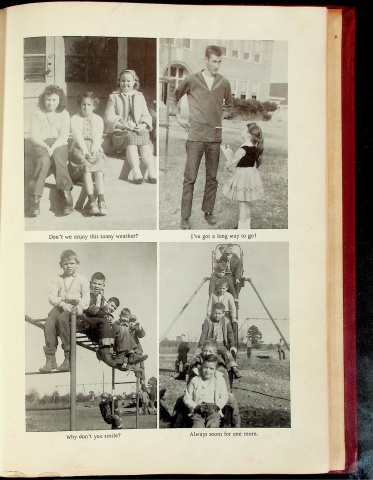 Don't we enjoy this sunny weather?
I've got a long way to go!
Why don't you smile?
Always room for one more.